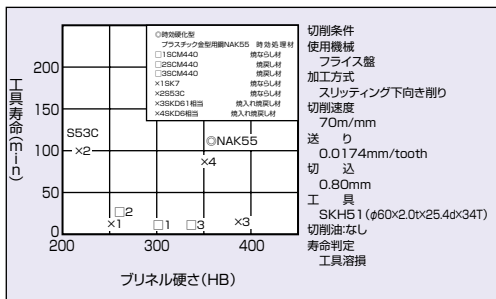 ◎時効硬化型
プラスチック金型用鋼NAK55 時効処理材
□1SCM440 焼ならし材
□2SCM440 焼戻し材
□3SCM440 焼戻し材
×1SK7 焼ならし材
×2S53C 焼ならし材
×3SKD61相当 焼入れ焼戻し材
×4SKD6相当 焼入れ焼戻し材
工具寿命(min)
200
150
100
50
0
S53C
×2
◎NAK55
×4
□2
×1
□1
□3
×3
200
300
400
ブリネル硬さ(HB)
切削条件
使用機械
フライス盤
加工方式
スリッティング下向き削り
切削速度
70m/mm
送り
0.0174mm/tooth
切込
0.80mm
工具
SKH51(φ60×2.0t×25.4d×34T)
切削油:なし
寿命判定
工具溶損